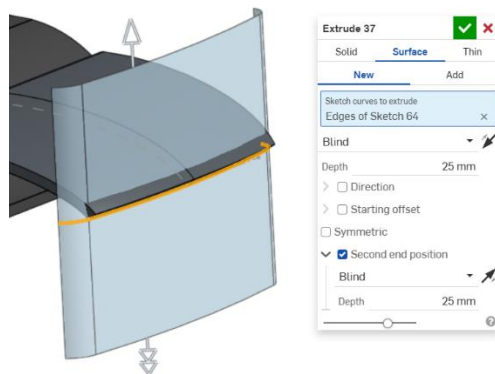 Extrude 37
Solid Surface Thin
New Add
Sketch curves to extrude
Edges of Sketch 64
Blind
Depth 25 mm
Direction
Starting offset
Symmetric
Second end position
Blind
Depth 25 mm